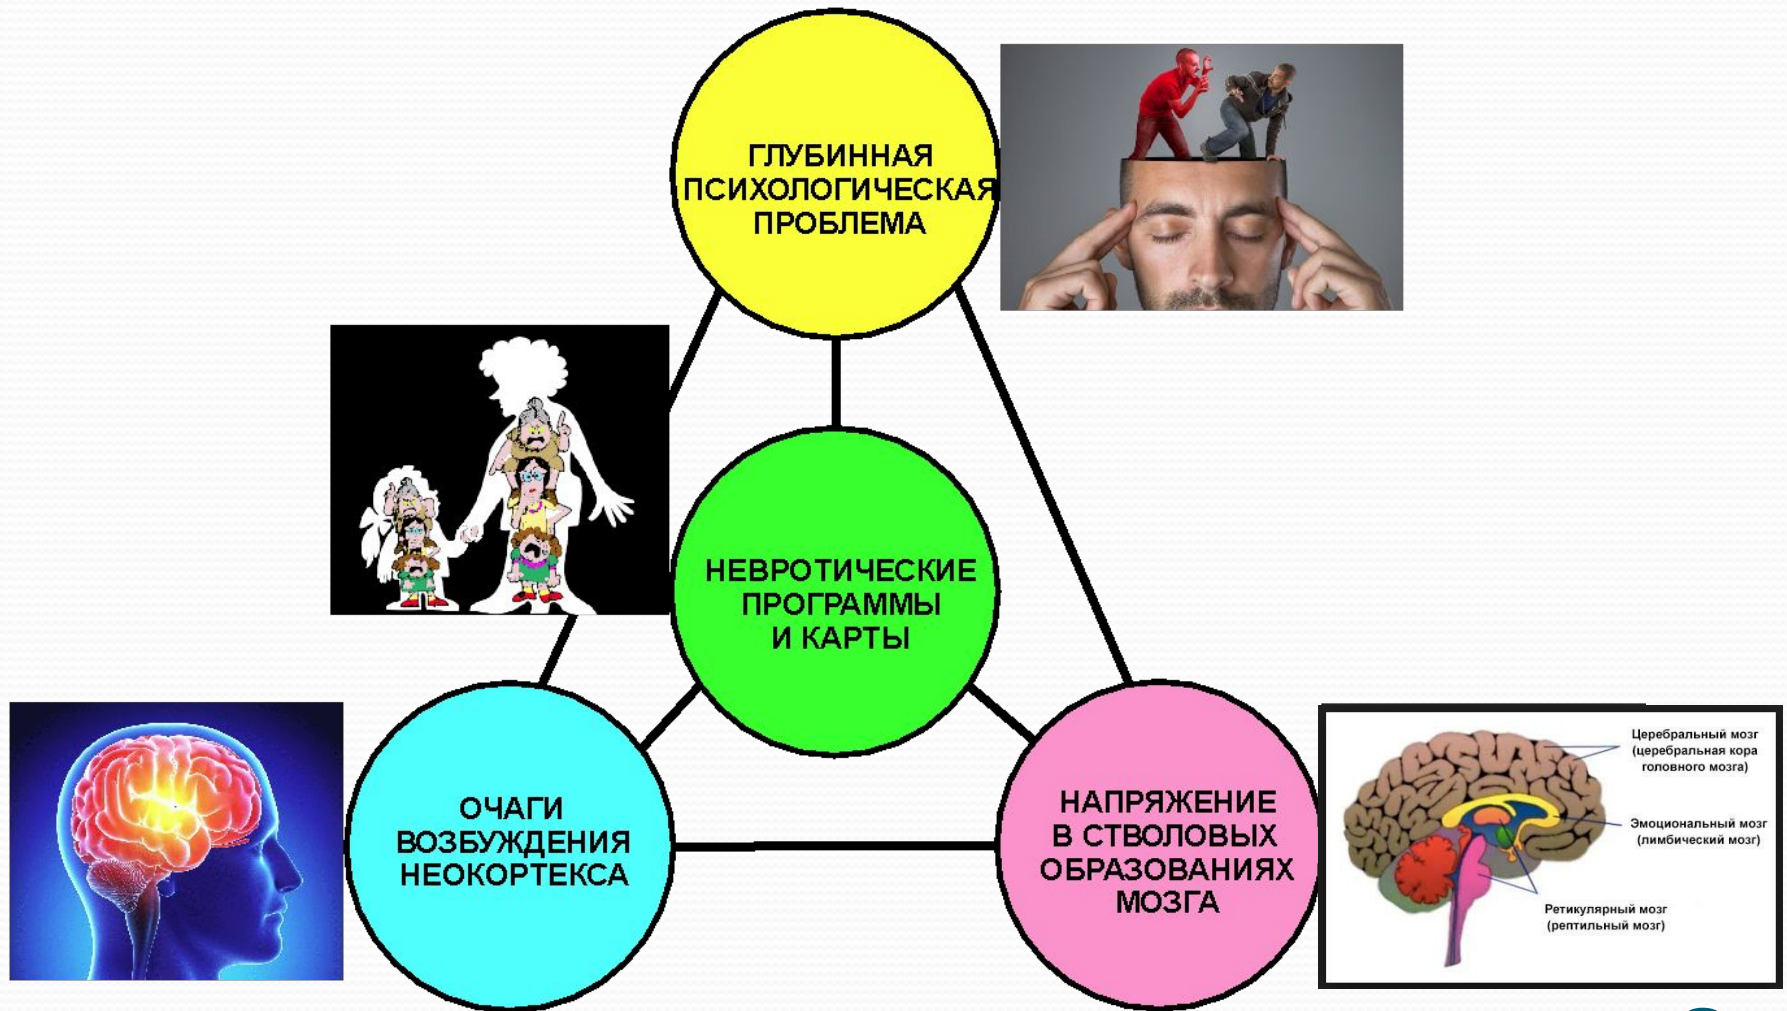 ГЛУБИННАЯ
ПСИХОЛОГИЧЕСКАЯ
ПРОБЛЕМА
НЕВРОТИЧЕСКИЕ
ПРОГРАММЫ
И КАРТЫ
ОЧАГИ
ВОЗБУЖДЕНИЯ
НЕОКОРТЕКСА
НАПРЯЖЕНИЕ
В СТВОЛОВЫХ
ОБРАЗОВАНИЯХ
МОЗГА
Церебральный мозг
(церебральная кора
головного мозга)
Эмоциональный мозг
(лимбический мозг)
Ретикулярный мозг
(рептильный мозг)